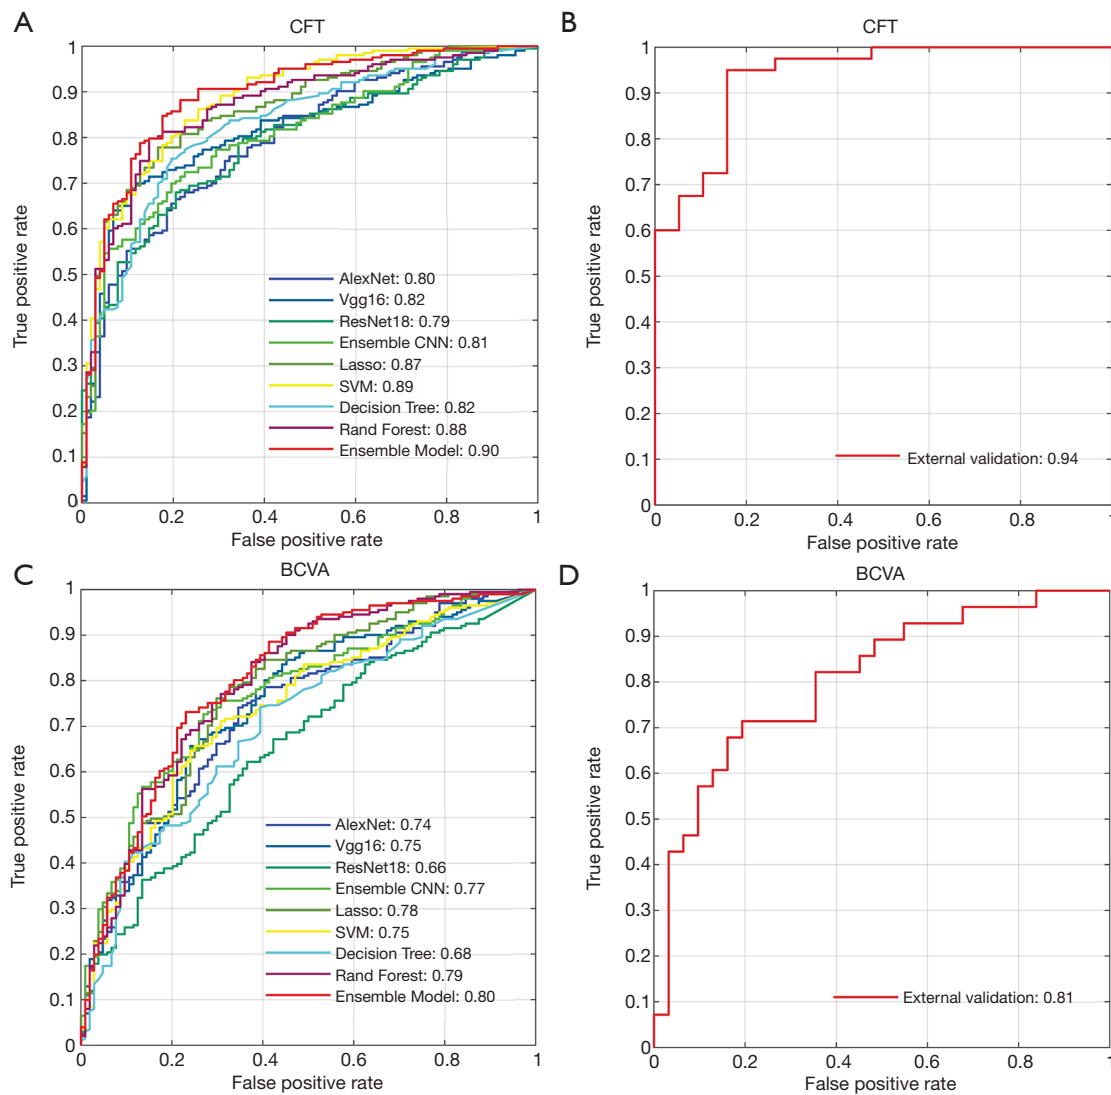 A
CFT
1
0.9
0.8
0.7
0.6
0.5
0.4
0.3
0.2
0.1
0
True positive rate
AlexNet: 0.80
Vgg16: 0.82
ResNet18: 0.79
Ensemble CNN: 0.81
Lasso: 0.87
SVM: 0.89
Decision Tree: 0.82
Rand Forest: 0.88
Ensemble Model: 0.90
0 0.2 0.4 0.6 0.8 1
False positive rate
B
CFT
1
0.9
0.8
0.7
0.6
0.5
0.4
0.3
0.2
0.1
0
True positive rate
External validation: 0.94
0 0.2 0.4 0.6 0.8 1
False positive rate
C
BCVA
1
0.9
0.8
0.7
0.6
0.5
0.4
0.3
0.2
0.1
0
True positive rate
AlexNet: 0.74
Vgg16: 0.75
ResNet18: 0.66
Ensemble CNN: 0.77
Lasso: 0.78
SVM: 0.75
Decision Tree: 0.68
Rand Forest: 0.79
Ensemble Model: 0.80
0 0.2 0.4 0.6 0.8 1
False positive rate
D
BCVA
1
0.9
0.8
0.7
0.6
0.5
0.4
0.3
0.2
0.1
0
True positive rate
External validation: 0.81
0 0.2 0.4 0.6 0.8 1
False positive rate